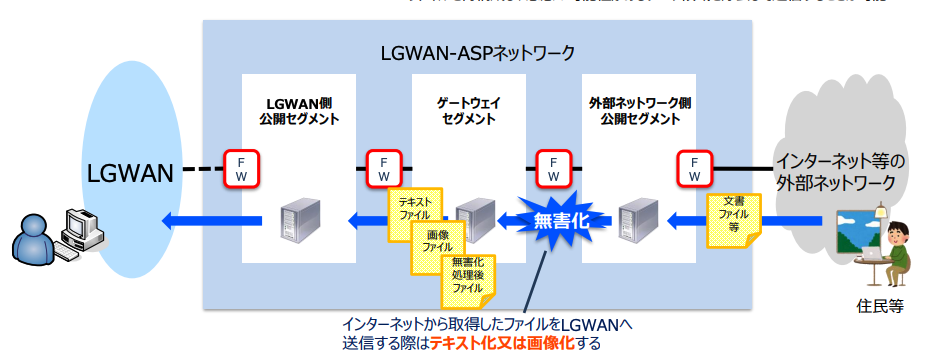 LGWAN-ASPネットワーク
LGWAN側
公開セグメント
ゲートウェイ
セグメント
外部ネットワーク側
公開セグメント
LGWAN
F
W
F
W
F
W
F
W
インターネット等の
外部ネットワーク
テキスト
ファイル
画像
ファイル
無害化
処理後
ファイル
無害化
文書
ファイル
等
住民等
インターネットから取得したファイルをLGWANへ
送信する際はテキスト化又は画像化する